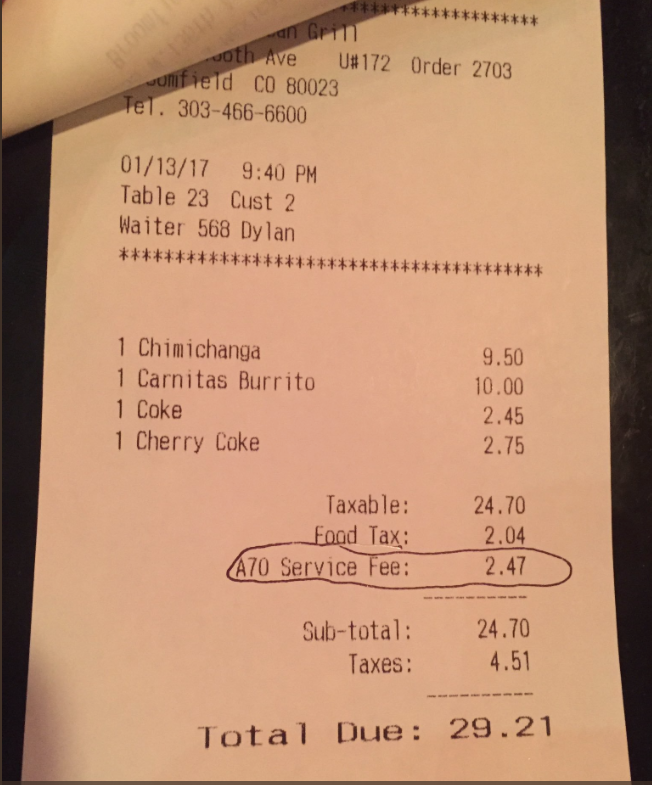 *******************
Grill
Ave U#172 Order 2703
CO 80023
Tel. 303-466-6600
01/13/17 9:40 PM
Table 23 Cust 2
Waiter 568 Dylan
****************************************
1 Chimichanga 9.50
1 Carnitas Burrito 10.00
1 Coke 2.45
1 Cherry Coke 2.75
Taxable: 24.70
Food Tax: 2.04
A70 Service Fee: 2.47
----------
Sub-total: 24.70
Taxes: 4.51
----------
Total Due: 29.21